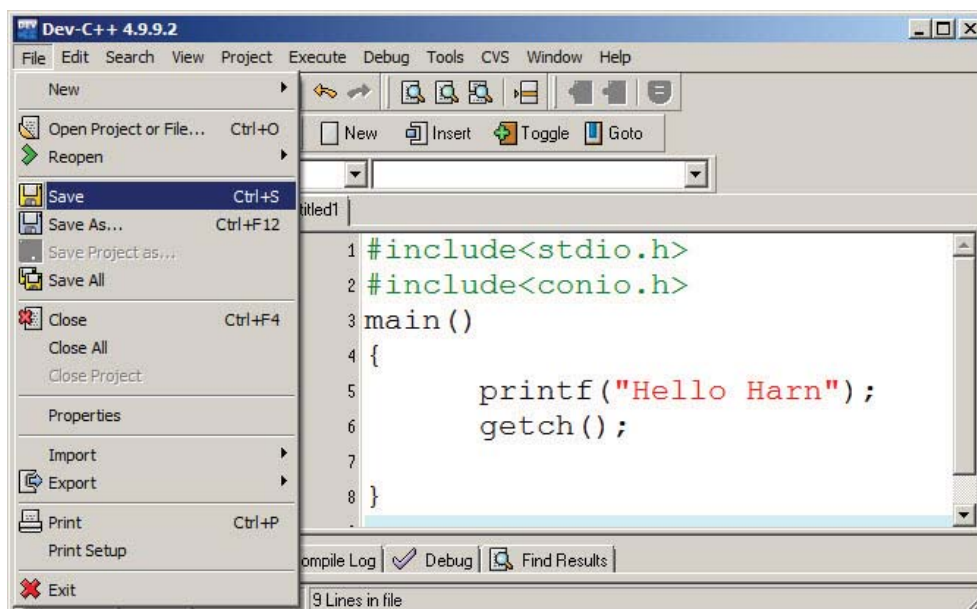 Dev-C++ 4.9.9.2
File Edit Search View Project Execute Debug Tools CVS Window Help
New
Open Project or File... Ctrl+O
Reopen
Save Ctrl+S
Save As... Ctrl+F12
Save Project as...
Save All
Close Ctrl+F4
Close All
Close Project
Properties
Import
Export
Print Ctrl+P
Print Setup
Exit
New Insert Toggle Goto
titled1
1 #include<stdio.h>
2 #include<conio.h>
3 main()
4 {
5 printf("Hello Harn");
6 getch();
7
8 }
ompile Log Debug Find Results
9 Lines in file